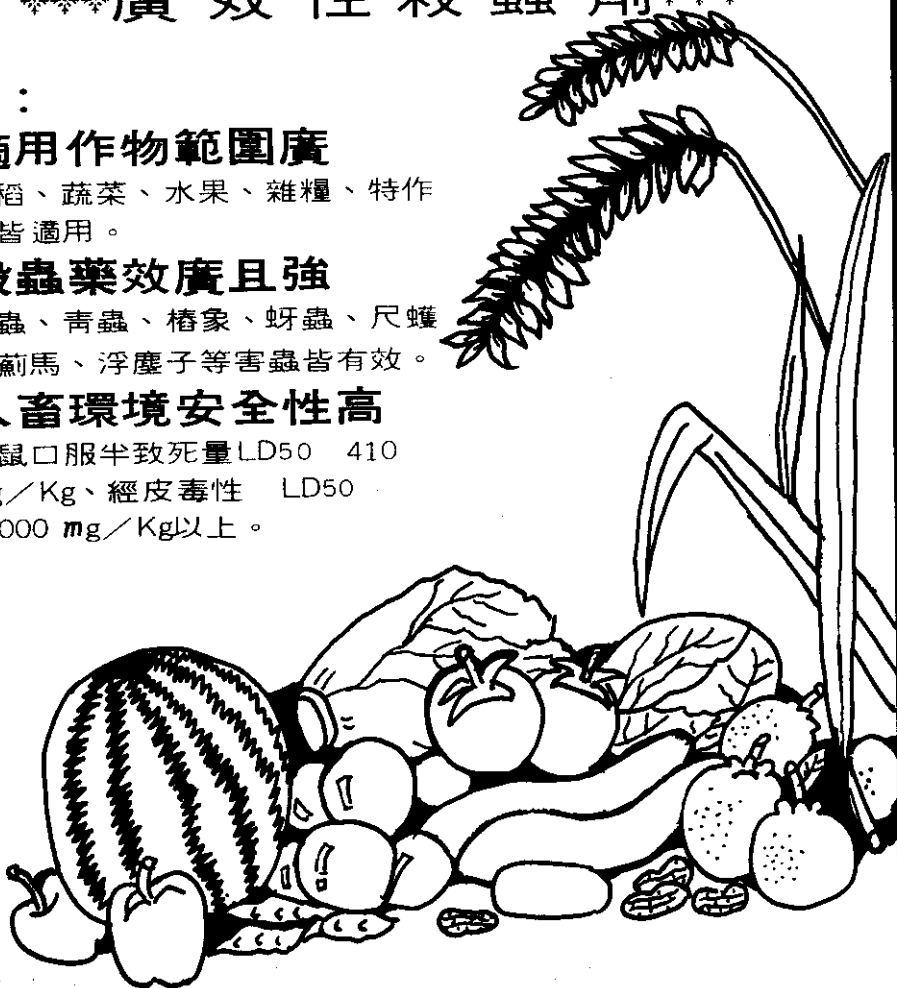 廣效性殺蟲劑
：
適用作物範圍廣
稻、蔬菜、水果、雜糧、特作
皆適用。
殺蟲藥效廣且強
蟲、青蟲、椿象、蚜蟲、尺蠖
薊馬、浮塵子等害蟲皆有效。
人畜環境安全性高
鼠口服半致死量LD50 410
g／Kg、經皮毒性 LD50
000 mg／Kg以上。